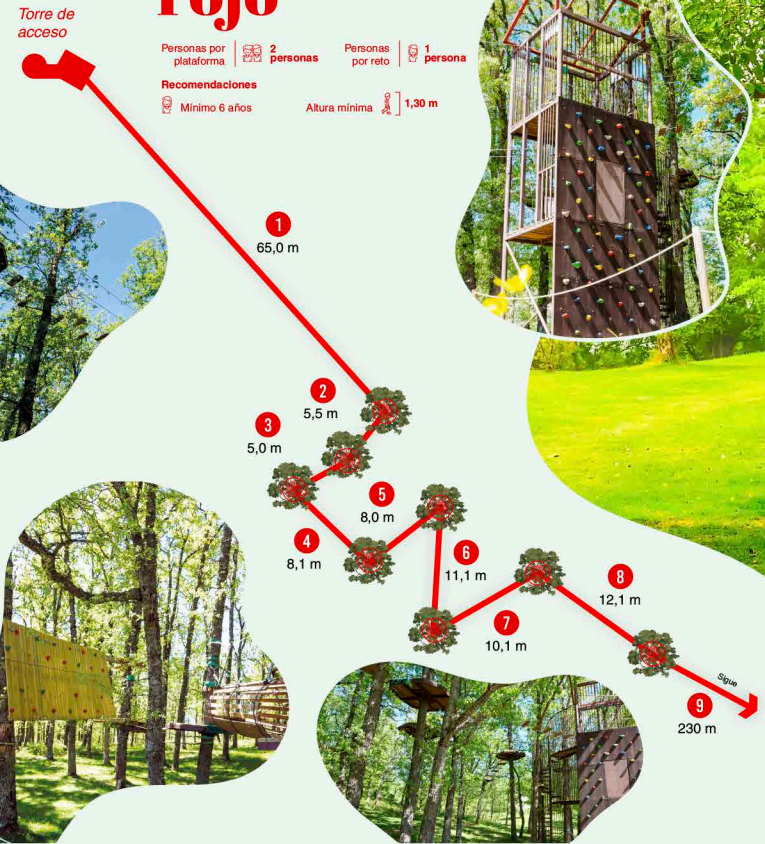 rojo
Torre de
acceso
Personas por
plataforma
2
personas
Personas
por reto
1
persona
Recomendaciones
Mínimo 6 años
Altura mínima
1,30 m
1
65,0 m
2
5,5 m
3
5,0 m
4
8,1 m
5
8,0 m
6
11,1 m
7
10,1 m
8
12,1 m
Sigue
9
230 m